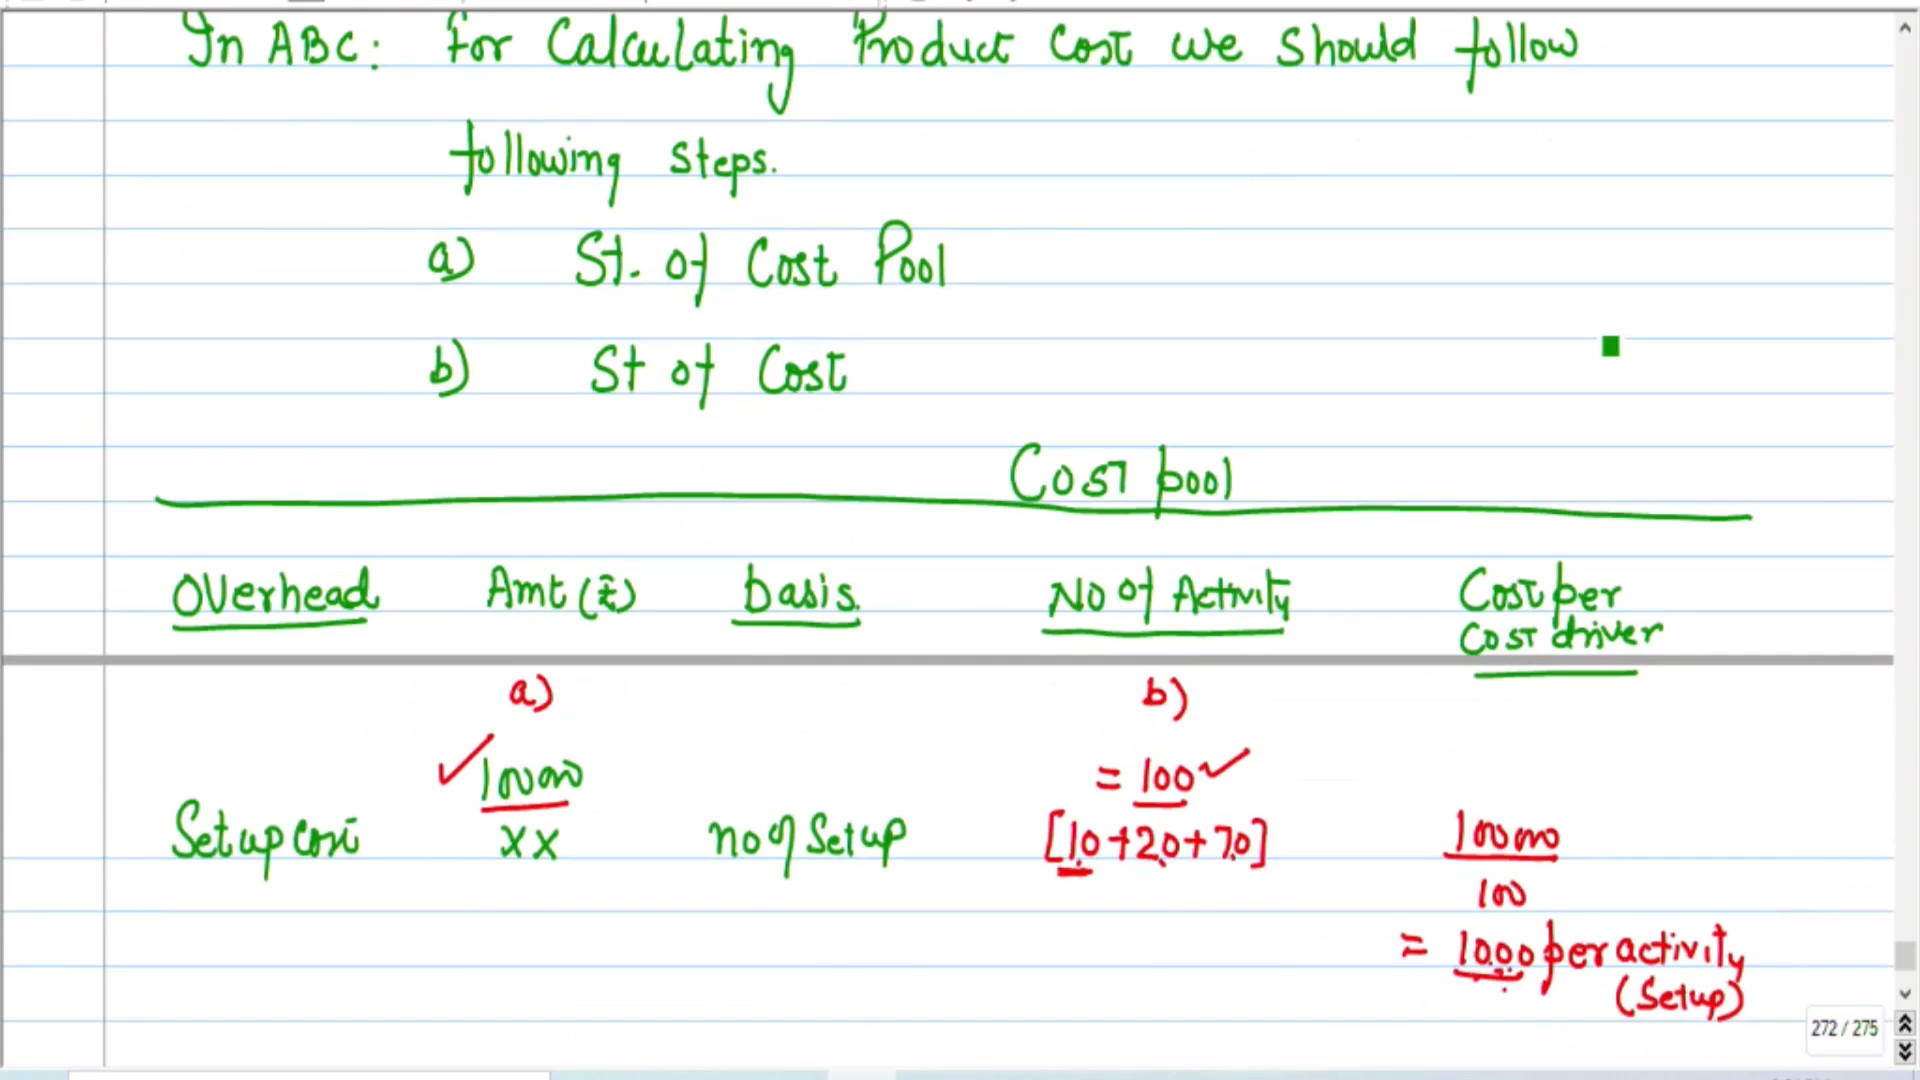 In ABC: For Calculating Product Cost we should follow
following steps.
a) St. of Cost Pool
b) St of Cost
Cost pool
Overhead Amt (₹) basis. No of Activity Cost per
cost driver
a) b)
100000 = 100
Setup cost xx no of Setup [10+20+70] 100000
100
= 1000 per activity
(Setup)
272 / 275